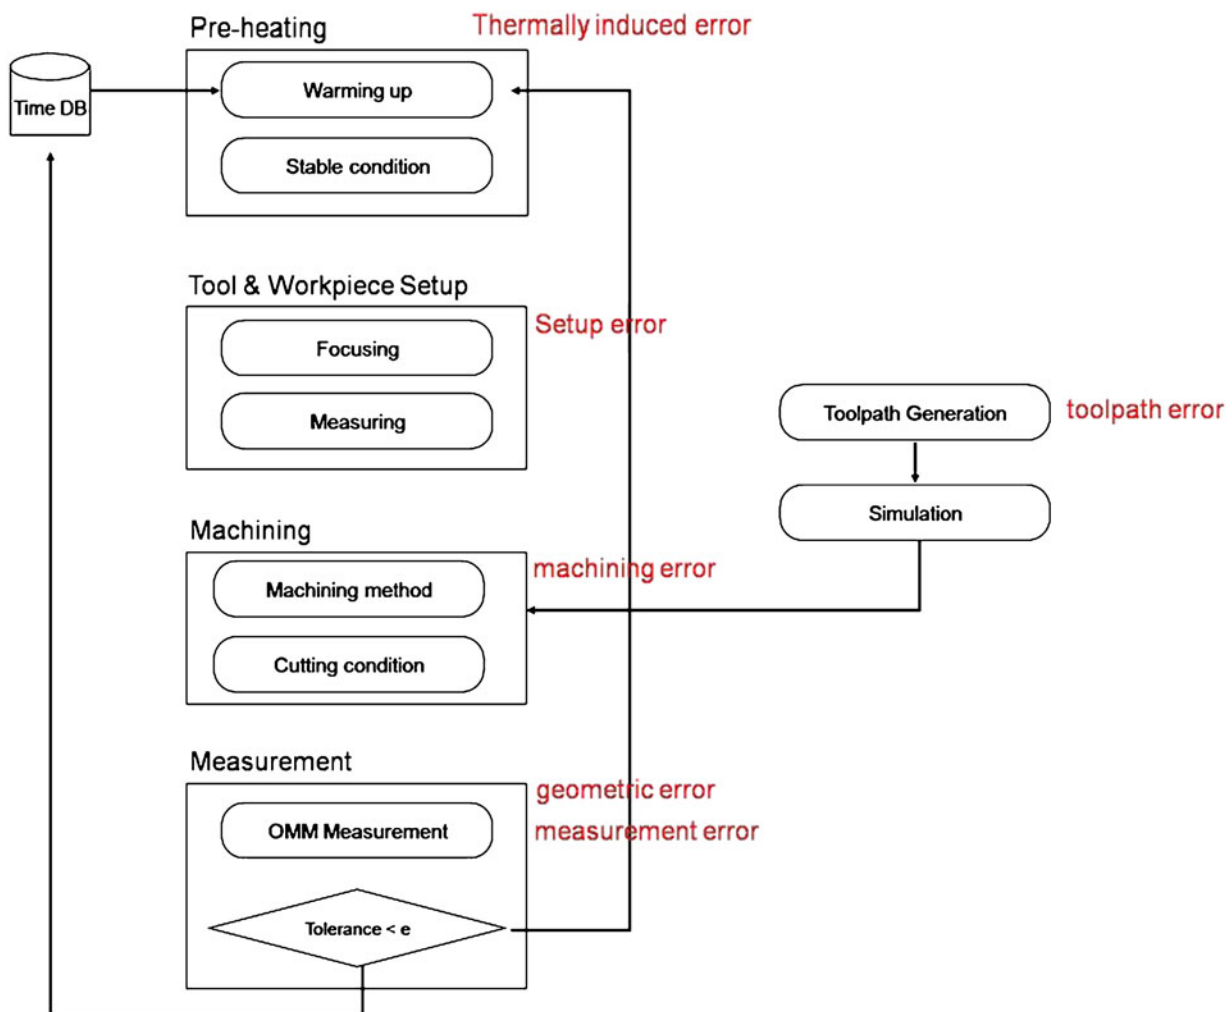 Pre-heating
Thermally induced error
Time DB
Warming up
Stable condition
Tool & Workpiece Setup
Setup error
Focusing
Measuring
Toolpath Generation
toolpath error
Simulation
Machining
machining error
Machining method
Cutting condition
Measurement
geometric error
OMM Measurement
measurement error
Tolerance < e